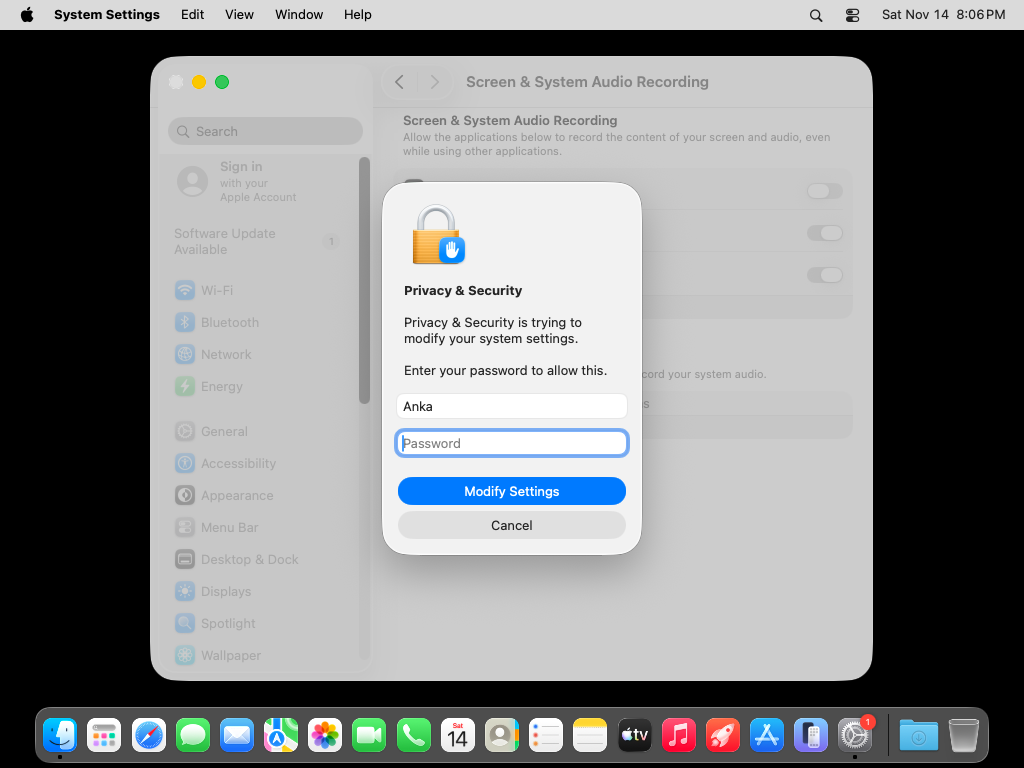 System Settings Edit View Window Help Sat Nov 14 8:06 PM
Screen & System Audio Recording
Search
Sign in
with your
Apple Account
Software Update
Available
1
Wi-Fi
Bluetooth
Network
Energy
General
Accessibility
Appearance
Menu Bar
Desktop & Dock
Displays
Spotlight
Wallpaper
Screen & System Audio Recording
Allow the applications below to record the content of your screen and audio, even
while using other applications.
cord your system audio.
Privacy & Security
Privacy & Security is trying to
modify your system settings.
Enter your password to allow this.
Anka
Password
Modify Settings
Cancel
Sat
14
tv
1